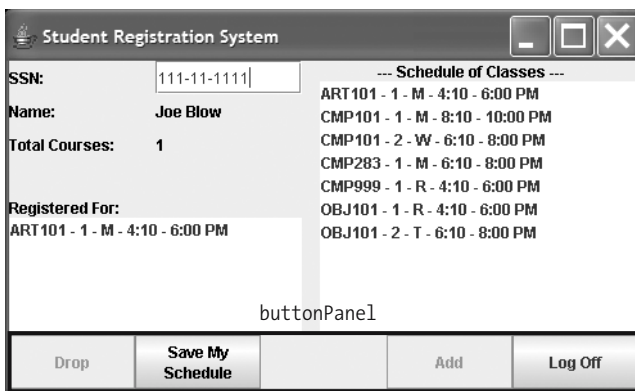 Student Registration System
SSN: 111-11-1111
Name: Joe Blow
Total Courses: 1
Registered For:
ART101 - 1 - M - 4:10 - 6:00 PM
--- Schedule of Classes ---
ART101 - 1 - M - 4:10 - 6:00 PM
CMP101 - 1 - M - 8:10 - 10:00 PM
CMP101 - 2 - W - 6:10 - 8:00 PM
CMP283 - 1 - M - 6:10 - 8:00 PM
CMP999 - 1 - R - 4:10 - 6:00 PM
OBJ101 - 1 - R - 4:10 - 6:00 PM
OBJ101 - 2 - T - 6:10 - 8:00 PM
buttonPanel
Drop
Save My
Schedule
Add
Log Off